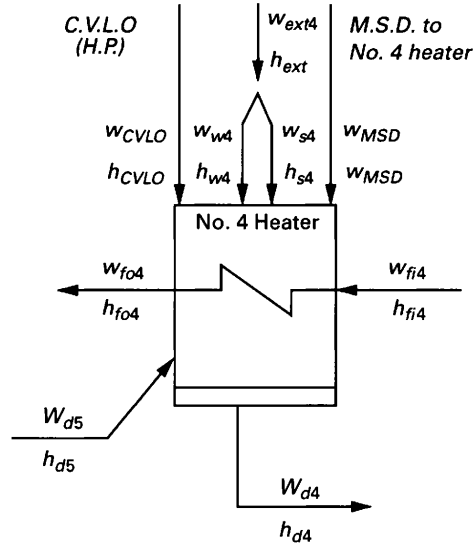 C.V.L.O
(H.P.)
w_ext4
h_ext
M.S.D. to
No. 4 heater
w_CVLO
h_CVLO
w_w4
h_w4
w_s4
h_s4
w_MSD
w_MSD
No. 4 Heater
w_fo4
h_fo4
w_fi4
h_fi4
W_d5
h_d5
W_d4
h_d4